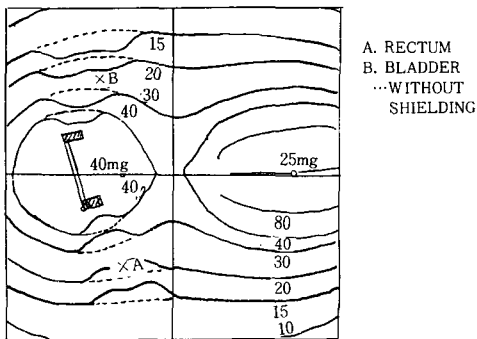 15
×B
20
30
40
40mg
25mg
40
80
40
×A
30
20
15
10
A. RECTUM
B. BLADDER
···WITHOUT
SHIELDING